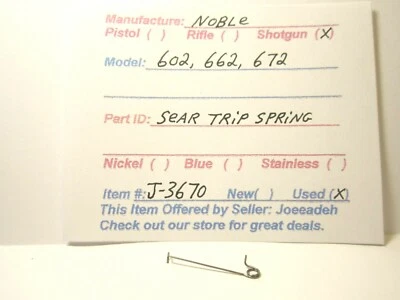 Manufacture: NOBLE
Pistol ( ) Rifle ( ) Shotgun (X)
Model: 602, 662, 672
Part ID: SEAR TRIP SPRING
Nickel ( ) Blue ( ) Stainless ( )
Item #: J-3670 New( ) Used (X)
This Item Offered by Seller: Joeeadeh
Check out our store for great deals.